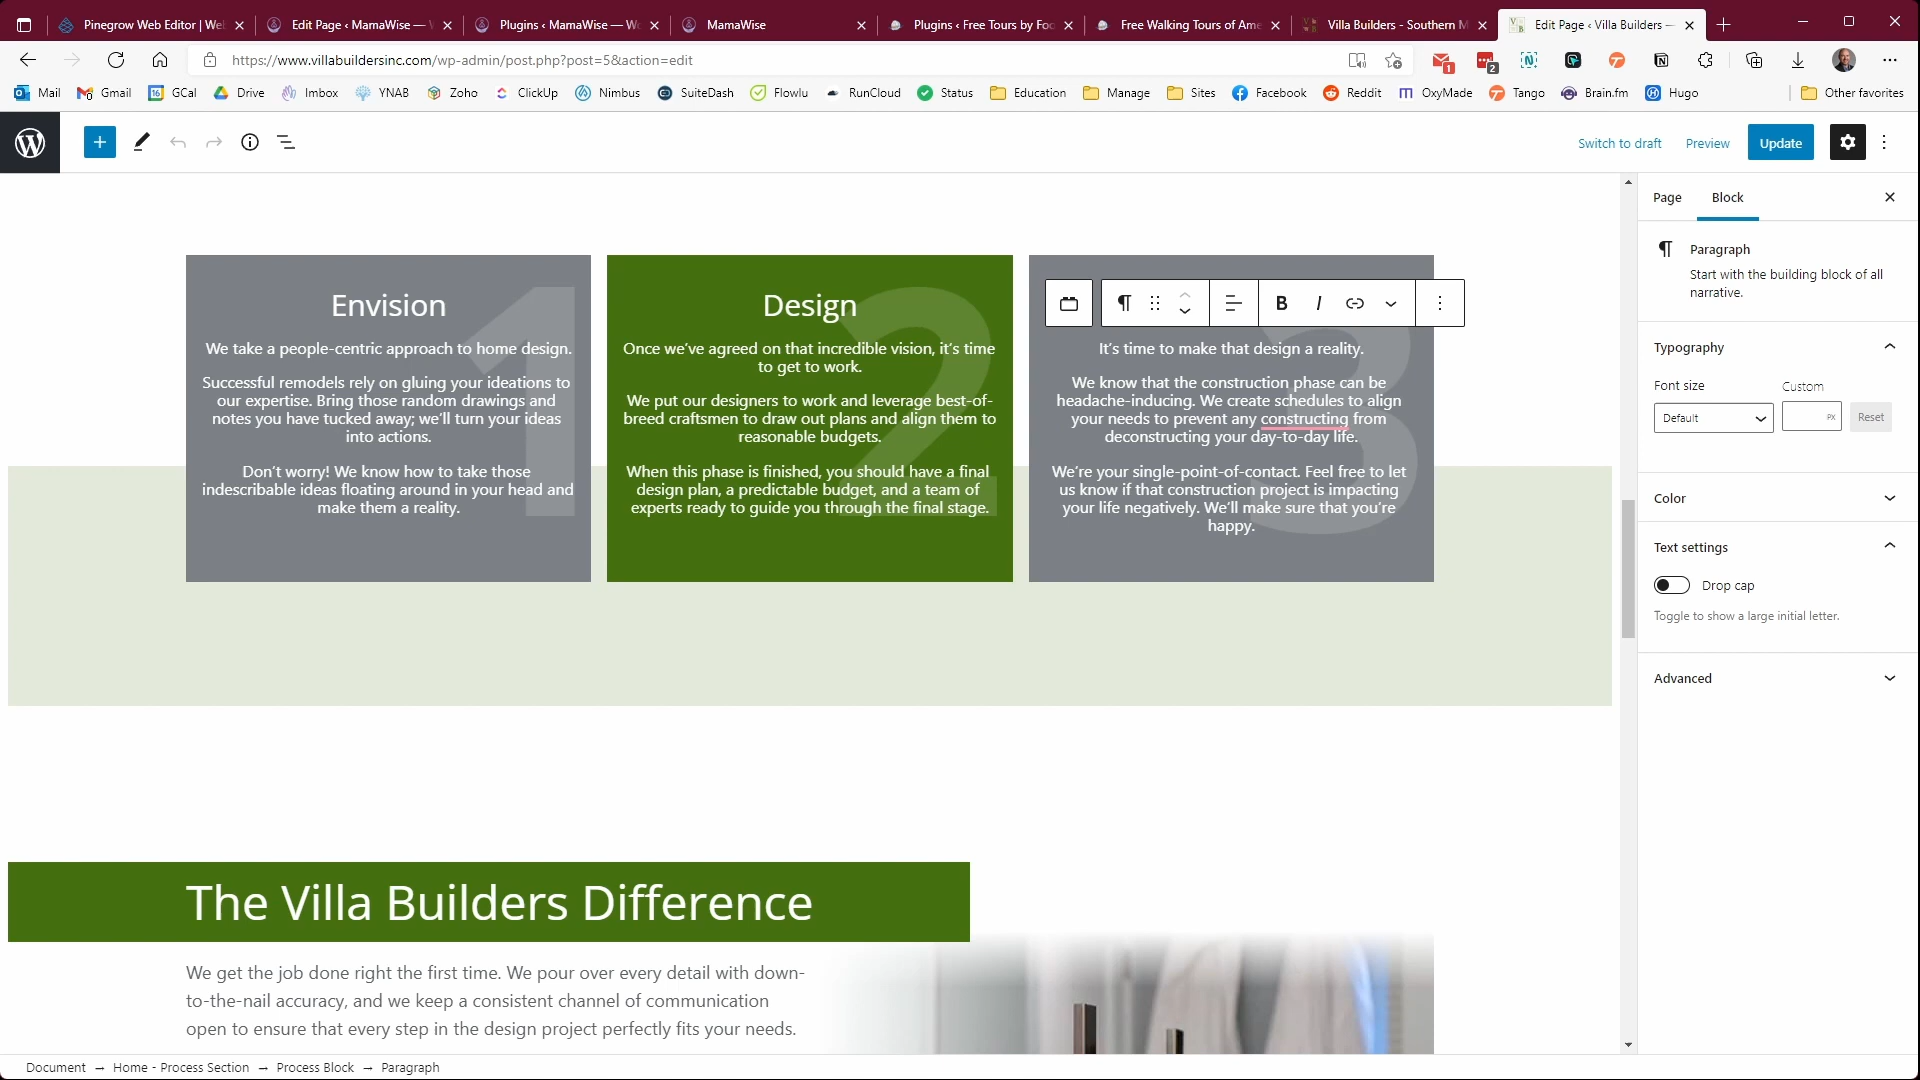 Pinegrow Web Editor | Web
Edit Page ‹ MamaWise —
Plugins ‹ MamaWise — Wo
MamaWise
Plugins ‹ Free Tours by Foo
Free Walking Tours of Ame
Villa Builders - Southern M
Edit Page ‹ Villa Builders —
https://www.villabuildersinc.com/wp-admin/post.php?post=5&action=edit
1
2
Mail
Gmail
16
GCal
Drive
Imbox
YNAB
Zoho
ClickUp
Nimbus
SuiteDash
Flowlu
RunCloud
Status
Education
Manage
Sites
Facebook
Reddit
OxyMade
Tango
Brain.fm
Hugo
Other favorites
Switch to draft
Preview
Update
Page
Block
Paragraph
Start with the building block of all
narrative.
Typography
Font size
Custom
Default
PX
Reset
Color
Text settings
Drop cap
Toggle to show a large initial letter.
Advanced
1
Envision
We take a people-centric approach to home design.
Successful remodels rely on gluing your ideations to
our expertise. Bring those random drawings and
notes you have tucked away; we’ll turn your ideas
into actions.
Don’t worry! We know how to take those
indescribable ideas floating around in your head and
make them a reality.
2
Design
Once we’ve agreed on that incredible vision, it’s time
to get to work.
We put our designers to work and leverage best-of-
breed craftsmen to draw out plans and align them to
reasonable budgets.
When this phase is finished, you should have a final
design plan, a predictable budget, and a team of
experts ready to guide you through the final stage.
3
B
I
It’s time to make that design a reality.
We know that the construction phase can be
headache-inducing. We create schedules to align
your needs to prevent any constructing from
deconstructing your day-to-day life.
We’re your single-point-of-contact. Feel free to let
us know if that construction project is impacting
your life negatively. We’ll make sure that you’re
happy.
The Villa Builders Difference
We get the job done right the first time. We pour over every detail with down-
to-the-nail accuracy, and we keep a consistent channel of communication
open to ensure that every step in the design project perfectly fits your needs.
Document → Home - Process Section → Process Block → Paragraph